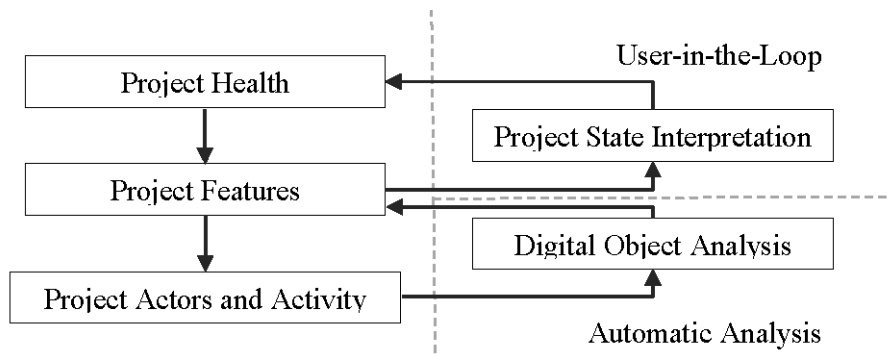 User-in-the-Loop
Project Health
Project State Interpretation
Project Features
Digital Object Analysis
Project Actors and Activity
Automatic Analysis